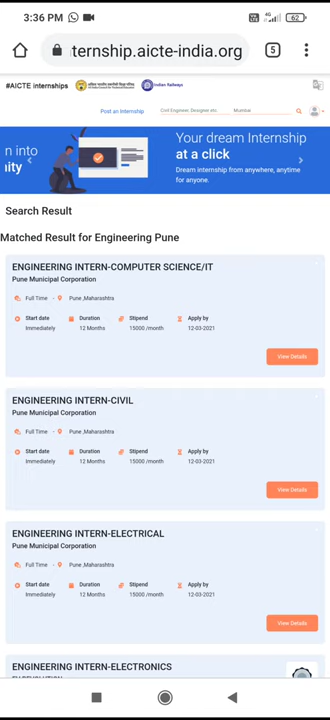 3:36 PM
4G
62
ternship.aicte-india.org
5
#AICTE internships
Indian Railways
Post an Internship
Civil Engineer, Designer etc
Mumbai
n into
ity
Your dream Internship
at a click
Dream internship from anywhere, anytime
for anyone.
Search Result
Matched Result for Engineering Pune
ENGINEERING INTERN-COMPUTER SCIENCE/IT
Pune Municipal Corporation
Full Time
Pune ,Maharashtra
Start date Duration Stipend Apply by
Immediately 12 Months 15000 /month 12-03-2021
View Details
ENGINEERING INTERN-CIVIL
Pune Municipal Corporation
Full Time
Pune ,Maharashtra
Start date Duration Stipend Apply by
Immediately 12 Months 15000 /month 12-03-2021
View Details
ENGINEERING INTERN-ELECTRICAL
Pune Municipal Corporation
Full Time
Pune ,Maharashtra
Start date Duration Stipend Apply by
Immediately 12 Months 15000 /month 12-03-2021
View Details
ENGINEERING INTERN-ELECTRONICS